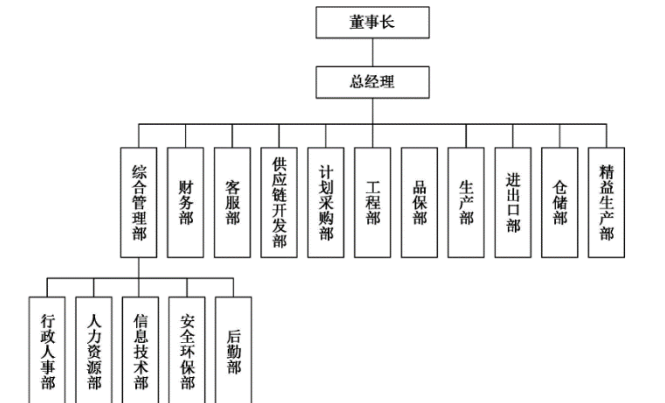 董事长
总经理
综合管理部
财务部
客服部
供应链开发部
计划采购部
工程部
品保部
生产部
进出口部
仓储部
精益生产部
行政人事部
人力资源部
信息技术部
安全环保部
后勤部